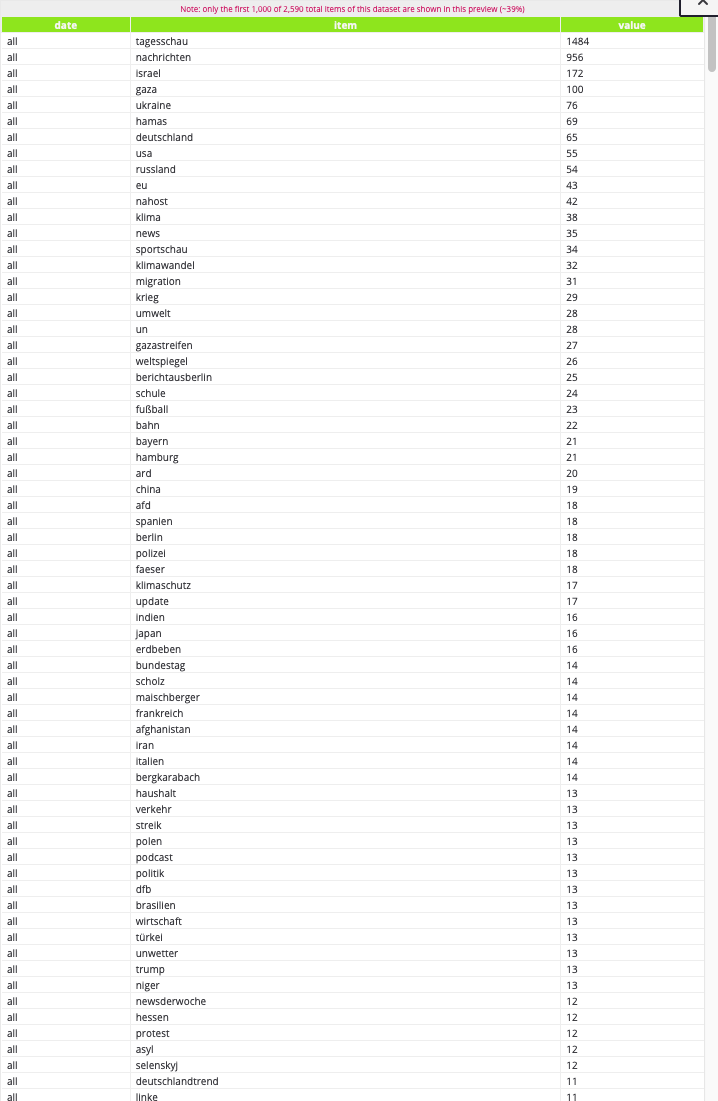 Note: only the first 1,000 of 2,590 total items of this dataset are shown in this preview (~39%)
date item value
all tagesschau 1484
all nachrichten 956
all israel 172
all gaza 100
all ukraine 76
all hamas 69
all deutschland 65
all usa 55
all russland 54
all eu 43
all nahost 42
all klima 38
all news 35
all sportschau 34
all klimawandel 32
all migration 31
all krieg 29
all umwelt 28
all un 28
all gazastreifen 27
all weltspiegel 26
all berichtausberlin 25
all schule 24
all fußball 23
all bahn 22
all bayern 21
all hamburg 21
all ard 20
all china 19
all afd 18
all spanien 18
all berlin 18
all polizei 18
all faeser 18
all klimaschutz 17
all update 17
all indien 16
all japan 16
all erdbeben 16
all bundestag 14
all scholz 14
all maischberger 14
all frankreich 14
all afghanistan 14
all iran 14
all italien 14
all bergkarabach 14
all haushalt 13
all verkehr 13
all streik 13
all polen 13
all podcast 13
all politik 13
all dfb 13
all brasilien 13
all wirtschaft 13
all türkei 13
all unwetter 13
all trump 13
all niger 13
all newsderwoche 12
all hessen 12
all protest 12
all asyl 12
all selenskyj 12
all deutschlandtrend 11
all linke 11